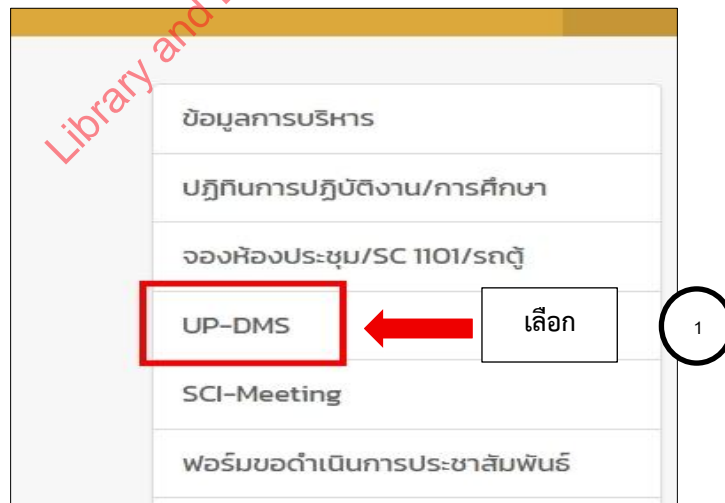 Library and
ข้อมูลการบริหาร
ปฏิทินการปฏิบัติงาน/การศึกษา
จองห้องประชุม/SC 1101/รถตู้
UP-DMS
เลือก
1
SCI-Meeting
ฟอร์มขอดำเนินการประชาสัมพันธ์